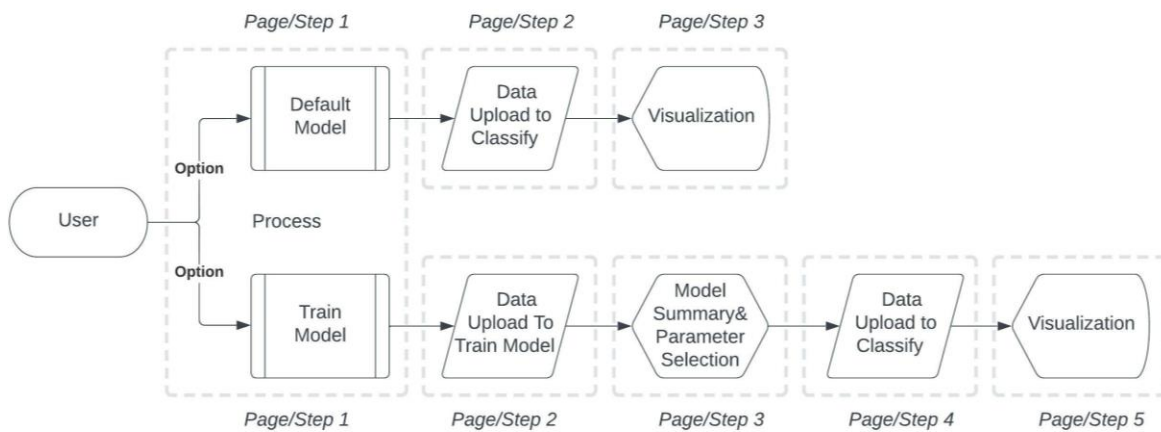 Page/Step 1
Page/Step 2
Page/Step 3
Default
Model
Data
Upload to
Classify
Visualization
Option
User
Process
Option
Train
Model
Data
Upload To
Train Model
Model
Summary&
Parameter
Selection
Data
Upload to
Classify
Visualization
Page/Step 1
Page/Step 2
Page/Step 3
Page/Step 4
Page/Step 5